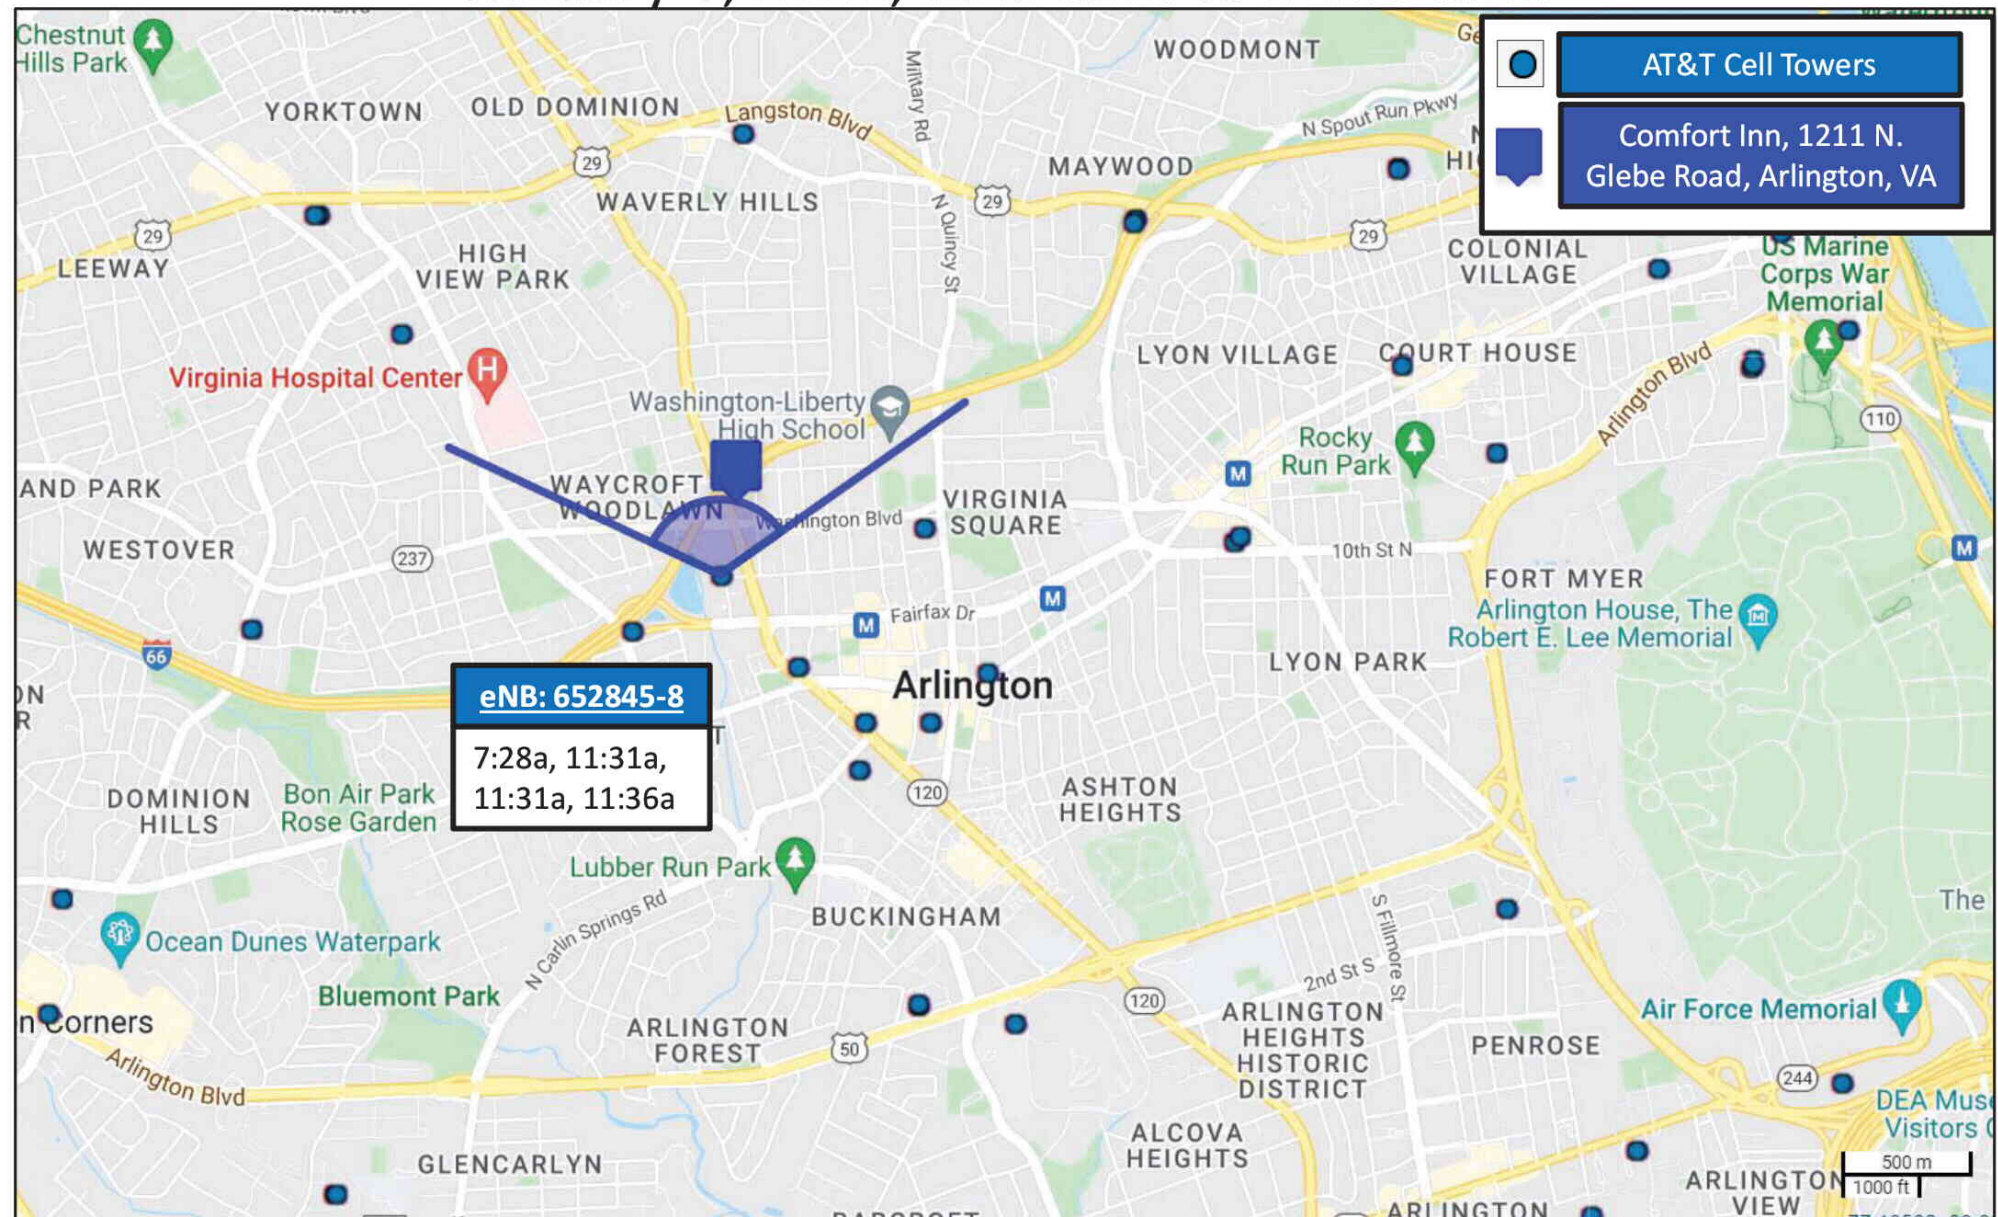 Chestnut
Hills Park
WOODMONT
AT&T Cell Towers
YORKTOWN
OLD DOMINION
Langston Blvd
Military Rd
N Spout Run Pkwy
Comfort Inn, 1211 N.
Glebe Road, Arlington, VA
29
MAYWOOD
HI
WAVERLY HILLS
29
N Quincy St
29
29
LEEWAY
HIGH
VIEW PARK
COLONIAL
VILLAGE
US Marine
Corps War
Memorial
Virginia Hospital Center
H
LYON VILLAGE
COURT HOUSE
Arlington Blvd
Washington-Liberty
High School
110
Rocky
Run Park
M
AND PARK
WAYCROFT
WOODLAWN
Washington Blvd
VIRGINIA
SQUARE
WESTOVER
237
10th St N
M
FORT MYER
Arlington House, The
Robert E. Lee Memorial
M
Fairfax Dr
M
66
LYON PARK
Arlington
ON
R
eNB: 652845-8
7:28a, 11:31a,
11:31a, 11:36a
T
DOMINION
HILLS
Bon Air Park
Rose Garden
120
ASHTON
HEIGHTS
Lubber Run Park
BUCKINGHAM
N Carlin Springs Rd
S Fillmore St
The
Ocean Dunes Waterpark
2nd St S
Bluemont Park
120
n Corners
ARLINGTON
FOREST
50
ARLINGTON
HEIGHTS
HISTORIC
DISTRICT
Air Force Memorial
PENROSE
Arlington Blvd
244
DEA Muse
Visitors
ALCOVA
HEIGHTS
GLENCARLYN
500 m
1000 ft
ARLINGTON
VIEW
ARLINGTON